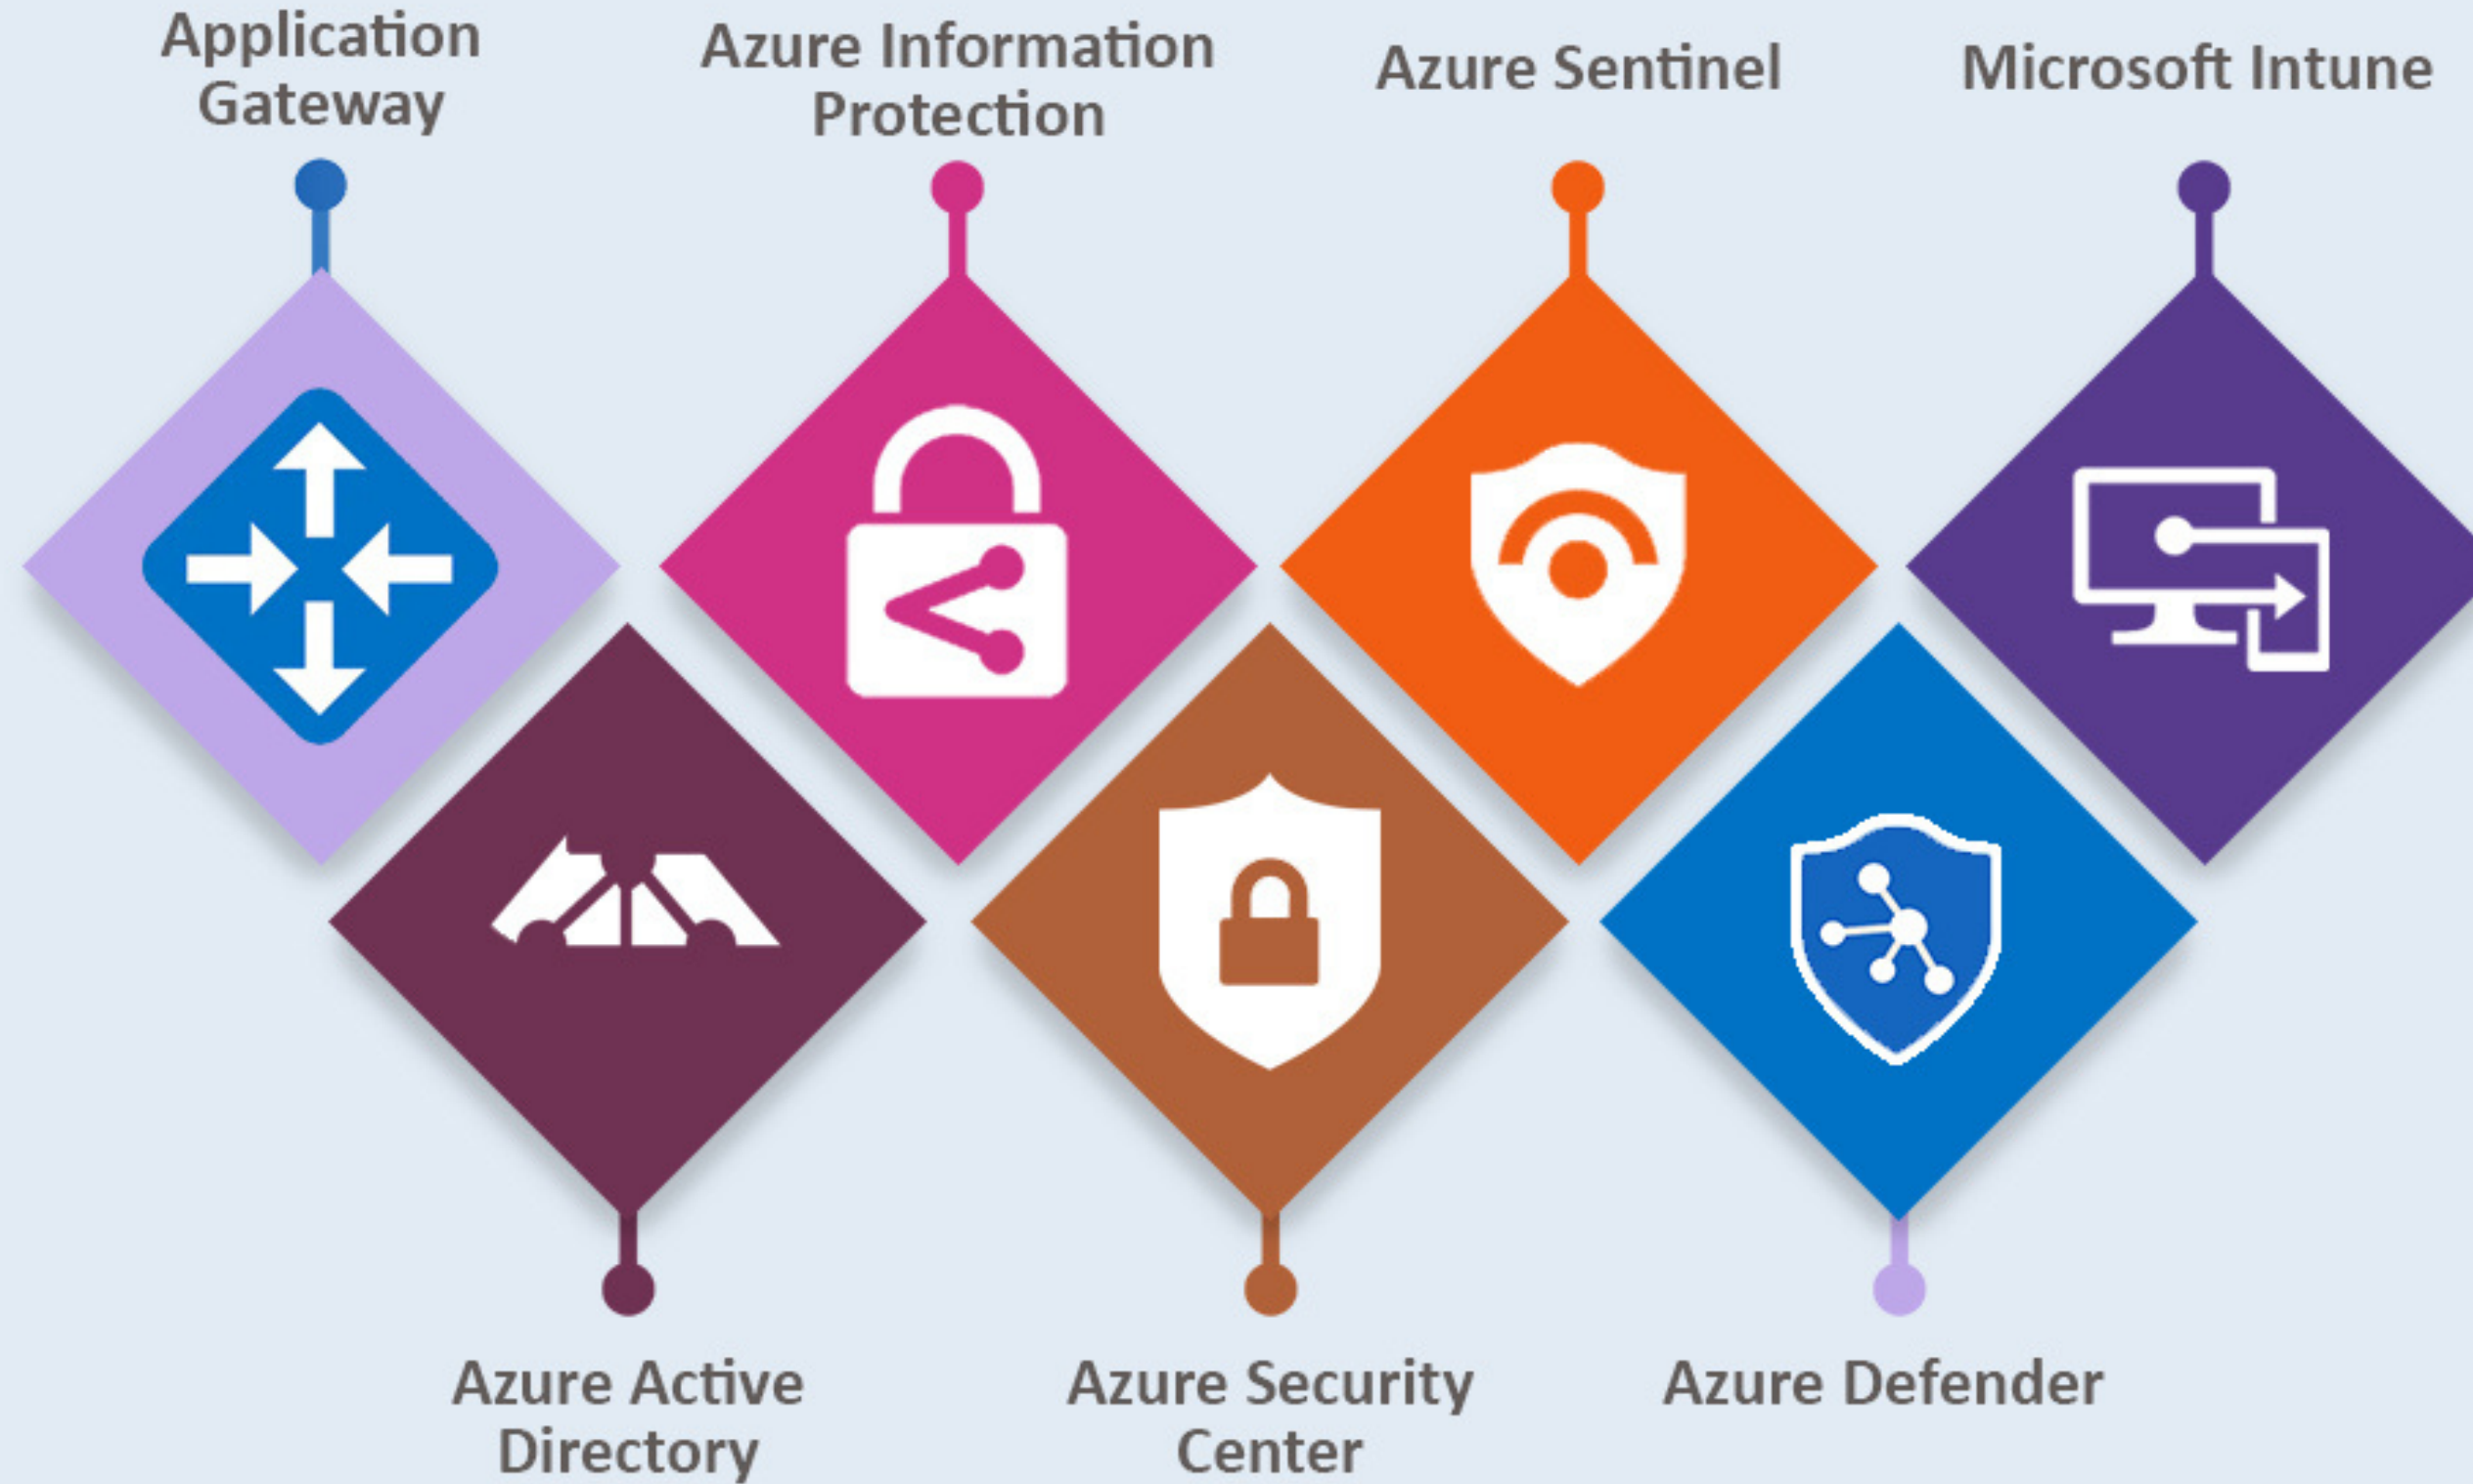 Application
Gateway
Azure Information
Protection
Azure Sentinel
Microsoft Intune
Azure Active
Directory
Azure Security
Center
Azure Defender